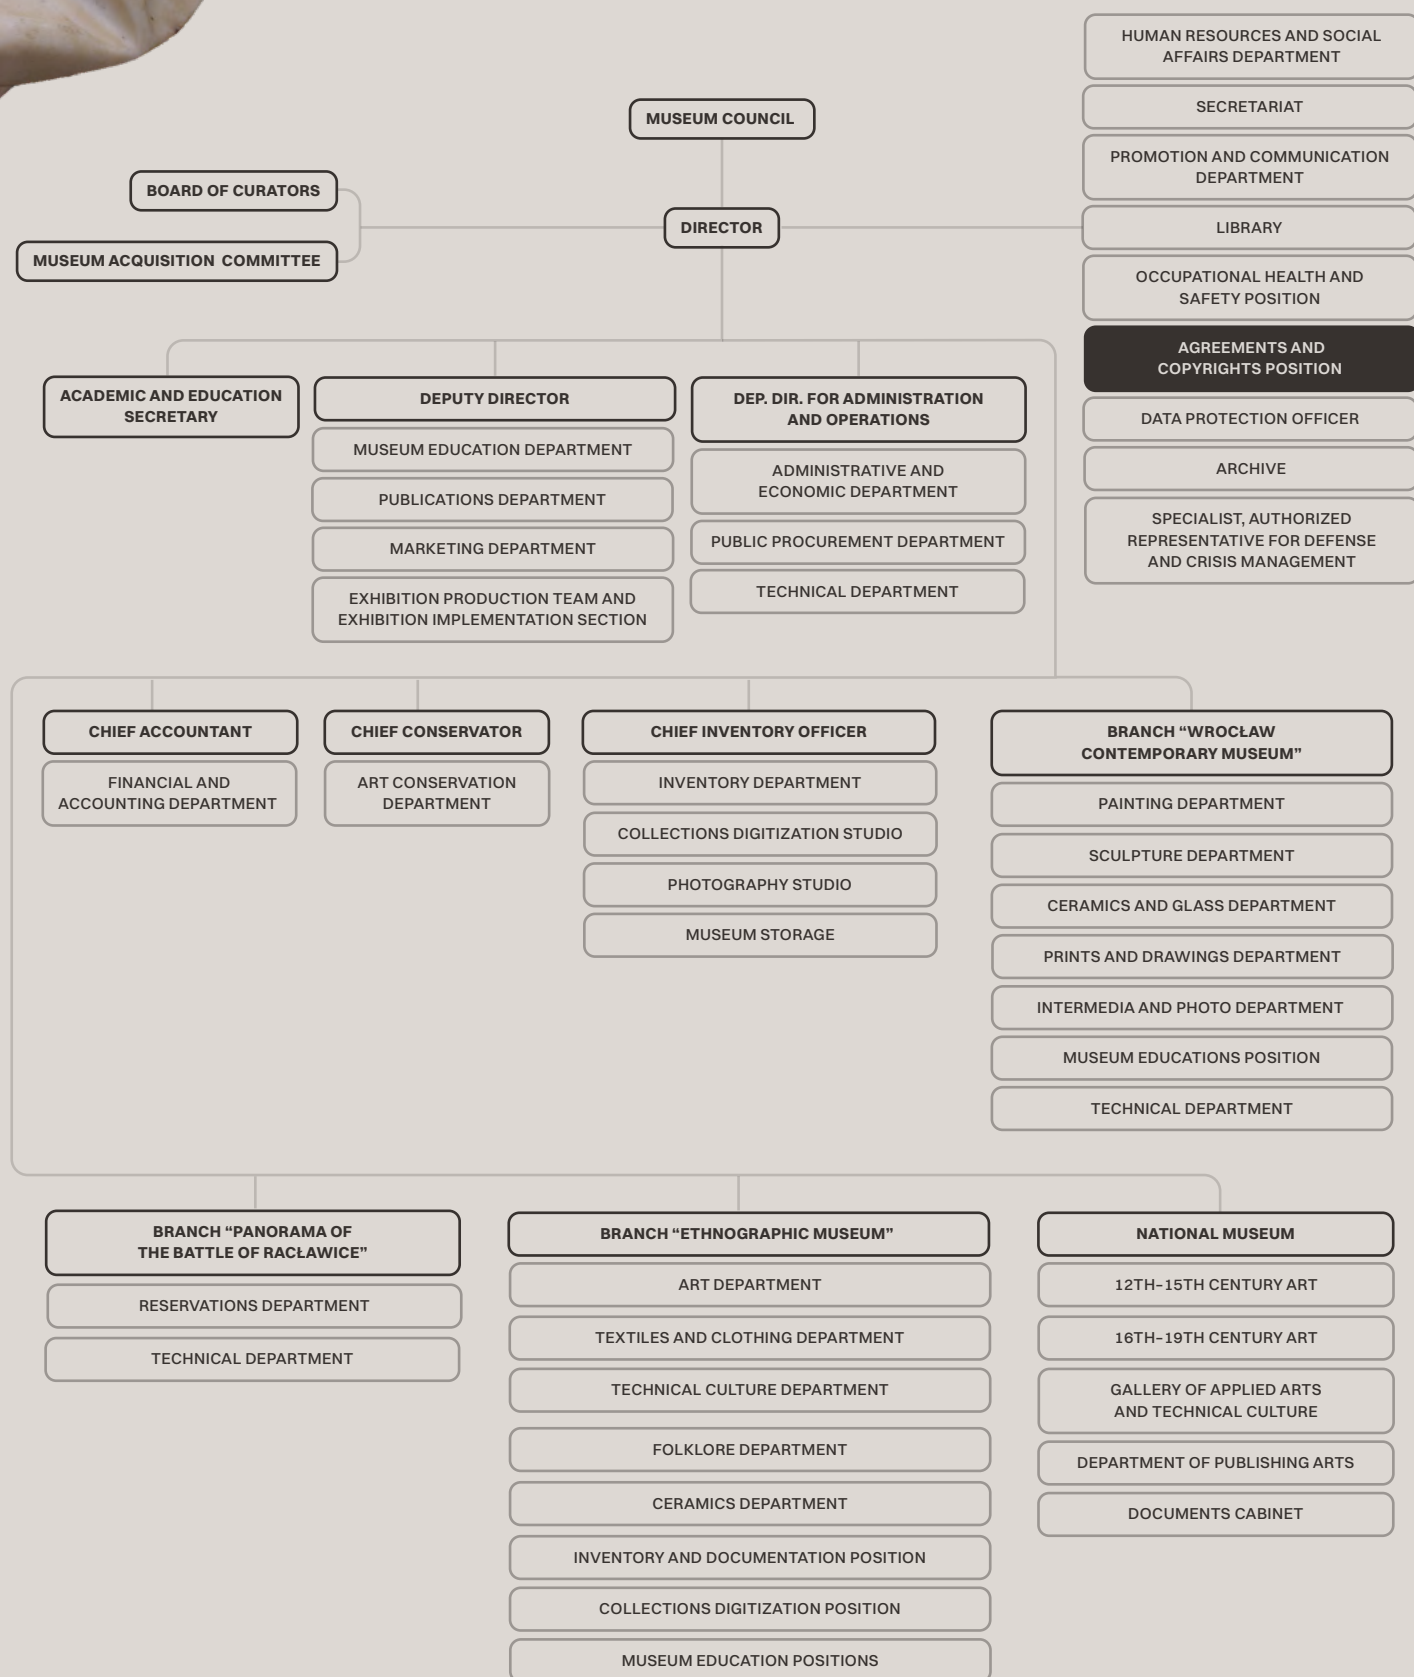 HUMAN RESOURCES AND SOCIAL
AFFAIRS DEPARTMENT
SECRETARIAT
PROMOTION AND COMMUNICATION
DEPARTMENT
LIBRARY
OCCUPATIONAL HEALTH AND
SAFETY POSITION
AGREEMENTS AND
COPYRIGHTS POSITION
DATA PROTECTION OFFICER
ARCHIVE
SPECIALIST, AUTHORIZED
REPRESENTATIVE FOR DEFENSE
AND CRISIS MANAGEMENT
MUSEUM COUNCIL
BOARD OF CURATORS
DIRECTOR
MUSEUM ACQUISITION COMMITTEE
ACADEMIC AND EDUCATION
SECRETARY
DEPUTY DIRECTOR
MUSEUM EDUCATION DEPARTMENT
PUBLICATIONS DEPARTMENT
MARKETING DEPARTMENT
EXHIBITION PRODUCTION TEAM AND
EXHIBITION IMPLEMENTATION SECTION
DEP. DIR. FOR ADMINISTRATION
AND OPERATIONS
ADMINISTRATIVE AND
ECONOMIC DEPARTMENT
PUBLIC PROCUREMENT DEPARTMENT
TECHNICAL DEPARTMENT
CHIEF ACCOUNTANT
FINANCIAL AND
ACCOUNTING DEPARTMENT
CHIEF CONSERVATOR
ART CONSERVATION
DEPARTMENT
CHIEF INVENTORY OFFICER
INVENTORY DEPARTMENT
COLLECTIONS DIGITIZATION STUDIO
PHOTOGRAPHY STUDIO
MUSEUM STORAGE
BRANCH “WROCŁAW
CONTEMPORARY MUSEUM”
PAINTING DEPARTMENT
SCULPTURE DEPARTMENT
CERAMICS AND GLASS DEPARTMENT
PRINTS AND DRAWINGS DEPARTMENT
INTERMEDIA AND PHOTO DEPARTMENT
MUSEUM EDUCATIONS POSITION
TECHNICAL DEPARTMENT
BRANCH “PANORAMA OF
THE BATTLE OF RACŁAWICE”
RESERVATIONS DEPARTMENT
TECHNICAL DEPARTMENT
BRANCH “ETHNOGRAPHIC MUSEUM”
ART DEPARTMENT
TEXTILES AND CLOTHING DEPARTMENT
TECHNICAL CULTURE DEPARTMENT
FOLKLORE DEPARTMENT
CERAMICS DEPARTMENT
INVENTORY AND DOCUMENTATION POSITION
COLLECTIONS DIGITIZATION POSITION
MUSEUM EDUCATION POSITIONS
NATIONAL MUSEUM
12TH–15TH CENTURY ART
16TH–19TH CENTURY ART
GALLERY OF APPLIED ARTS
AND TECHNICAL CULTURE
DEPARTMENT OF PUBLISHING ARTS
DOCUMENTS CABINET